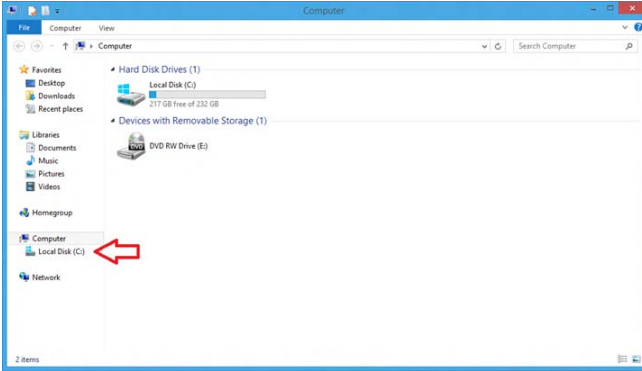 Computer
File Computer View
Computer
Search Computer
Favorites
Desktop
Downloads
Recent places
Libraries
Documents
Music
Pictures
Videos
Homegroup
Computer
Local Disk (C:)
Network
Hard Disk Drives (1)
Local Disk (C:)
217 GB free of 232 GB
Devices with Removable Storage (1)
DVD
DVD RW Drive (E:)
2 items